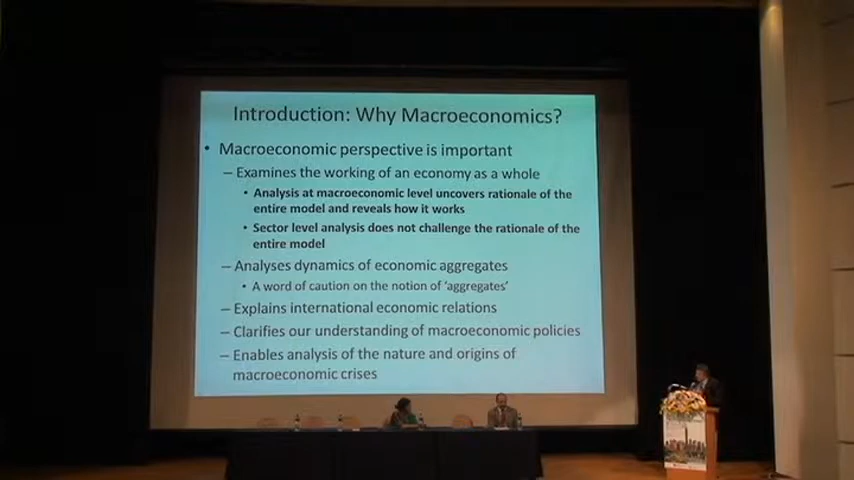 Introduction: Why Macroeconomics?
• Macroeconomic perspective is important
– Examines the working of an economy as a whole
• Analysis at macroeconomic level uncovers rationale of the
entire model and reveals how it works
• Sector level analysis does not challenge the rationale of the
entire model
– Analyses dynamics of economic aggregates
• A word of caution on the notion of ‘aggregates’
– Explains international economic relations
– Clarifies our understanding of macroeconomic policies
– Enables analysis of the nature and origins of
macroeconomic crises